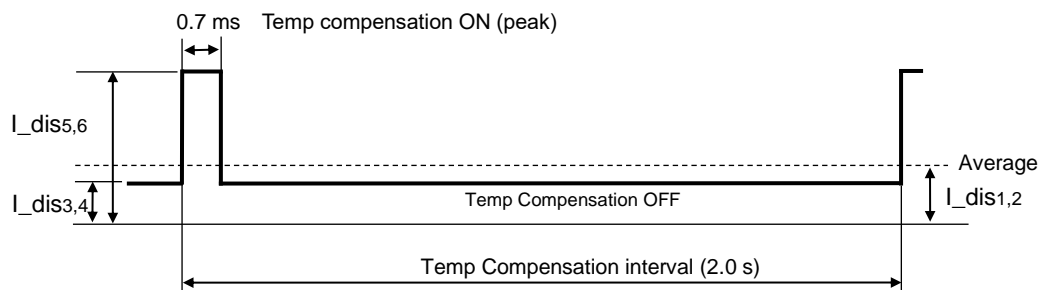 0.7 ms Temp compensation ON (peak)
I_dis5,6
Average
I_dis3,4
Temp Compensation OFF
I_dis1,2
Temp Compensation interval (2.0 s)